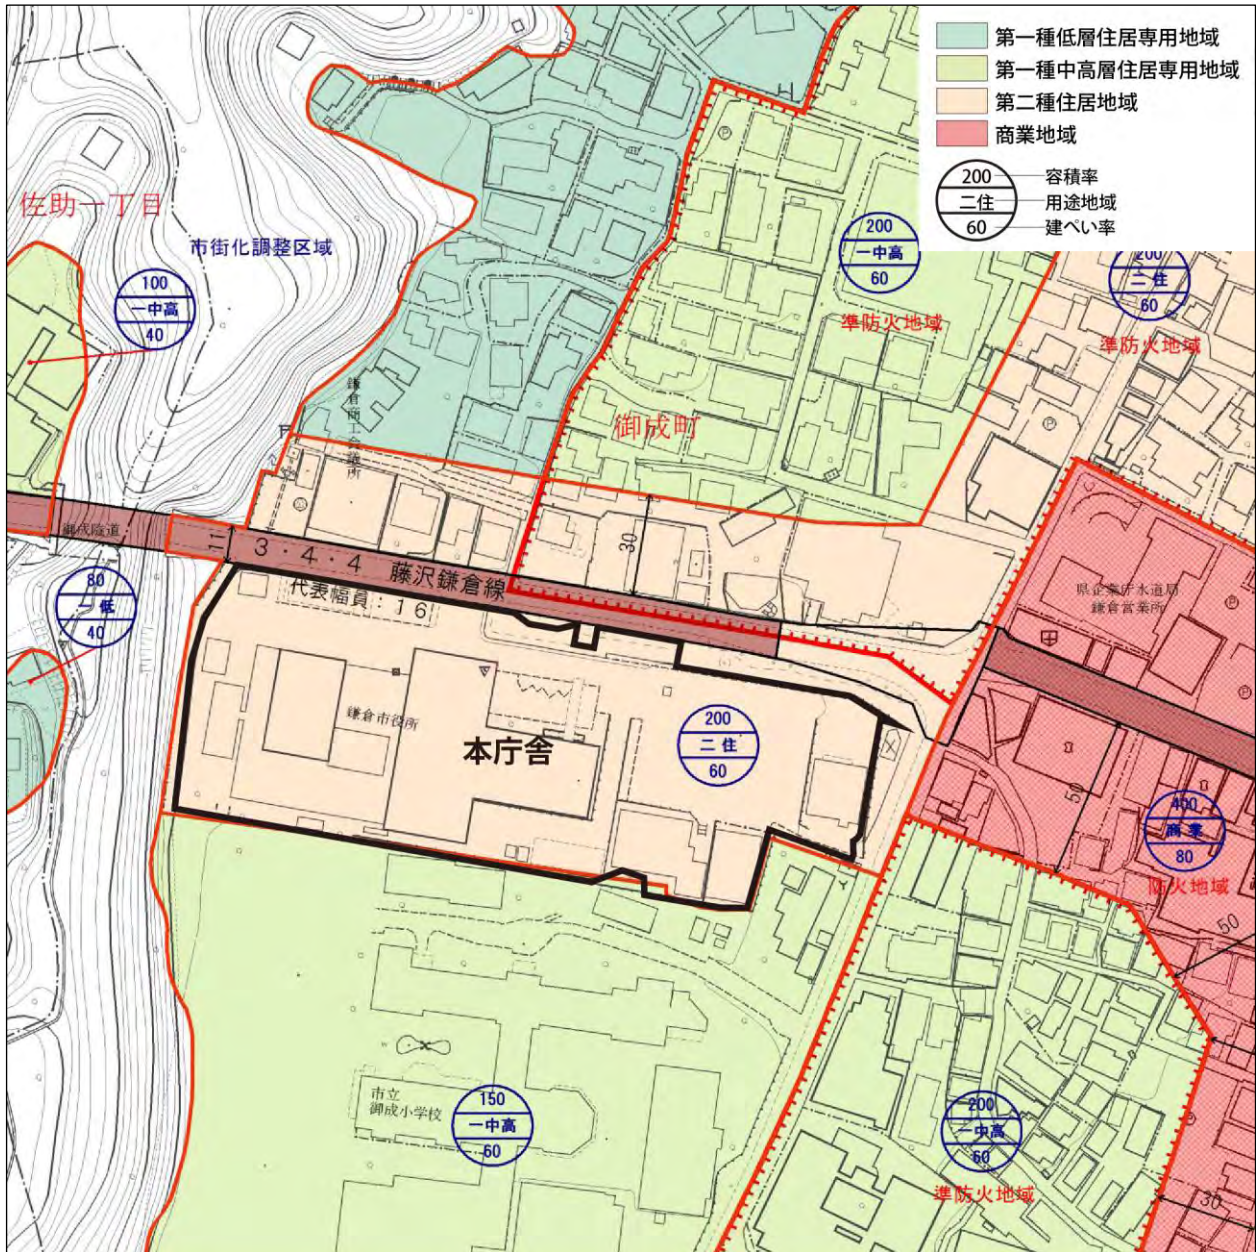 第一種低層住居専用地域
第一種中高層住居専用地域
第二種住居地域
商業地域
200
容積率
二住
用途地域
60
建ぺい率
佐助一丁目
市街化調整区域
100
一中高
40
200
一中高
60
準防火地域
200
二住
60
準防火地域
鎌倉商工会議所
御成町
御成隧道
11
3・4・4 藤沢鎌倉線
代表幅員:16
30
県企業庁水道局
鎌倉営業所
80
一低
40
鎌倉市役所
本庁舎
200
二住
60
50
400
商業
80
防火地域
50
市立
御成小学校
150
一中高
60
200
一中高
60
準防火地域
30